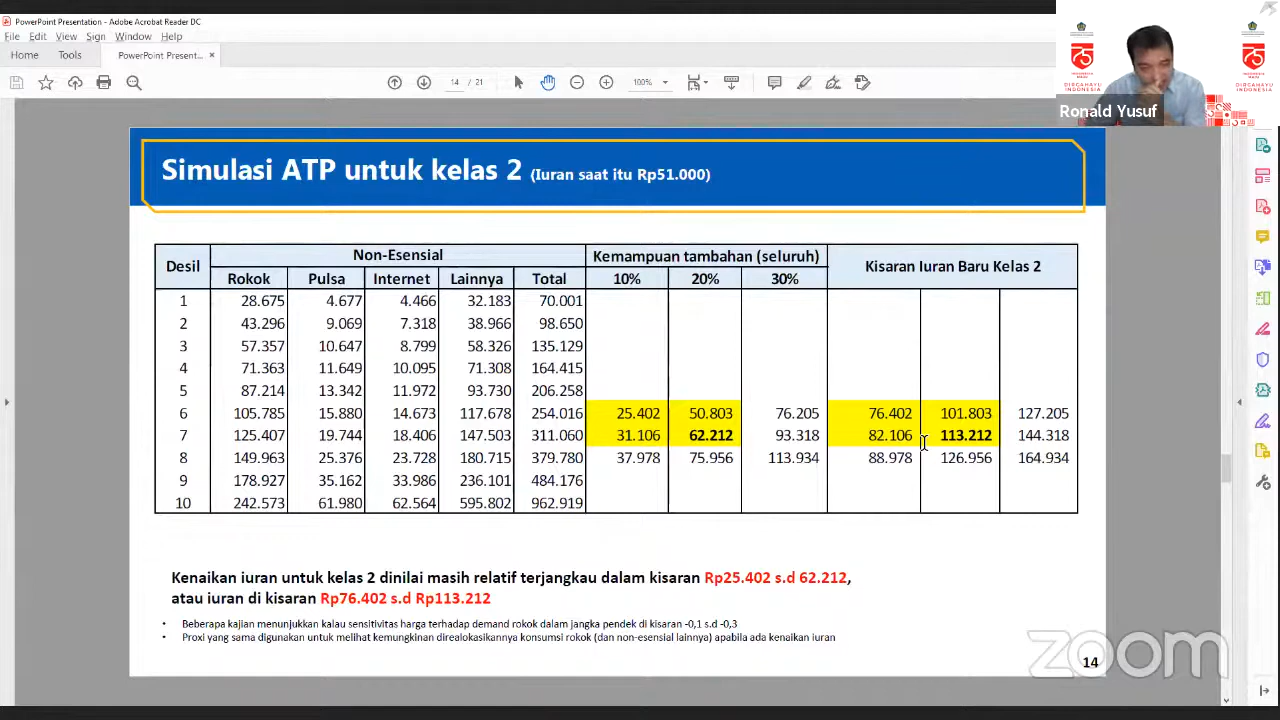 PowerPoint Presentation - Adobe Acrobat Reader DC
File Edit View Sign Window Help
Home Tools PowerPoint Present... ×
14 / 21 100%
Ronald Yusuf
75 75
DIRGAHAYU INDONESIA DIRGAHAYU INDONESIA
Simulasi ATP untuk kelas 2 (Iuran saat itu Rp51.000)
Desil Non-Esensial Kemampuan tambahan (seluruh) Kisaran Iuran Baru Kelas 2
Rokok Pulsa Internet Lainnya Total 10% 20% 30%
1 28.675 4.677 4.466 32.183 70.001
2 43.296 9.069 7.318 38.966 98.650
3 57.357 10.647 8.799 58.326 135.129
4 71.363 11.649 10.095 71.308 164.415
5 87.214 13.342 11.972 93.730 206.258
6 105.785 15.880 14.673 117.678 254.016 25.402 50.803 76.205 76.402 101.803 127.205
7 125.407 19.744 18.406 147.503 311.060 31.106 62.212 93.318 82.106 113.212 144.318
8 149.963 25.376 23.728 180.715 37.978 75.956 113.934 88.978 126.956 164.934
9 178.927 35.162 33.986 236.101 484.176
10 242.573 61.980 62.564 595.802 962.919
Kenaikan iuran untuk kelas 2 dinilai masih relatif terjangkau dalam kisaran Rp25.402 s.d 62.212,
atau iuran di kisaran Rp76.402 s.d Rp113.212
• Beberapa kajian menunjukkan kalau sensitivitas harga terhadap demand rokok dalam jangka pendek di kisaran -0,1 s.d -0,3
• Proxi yang sama digunakan untuk melihat kemungkinan direalokasikannya konsumsi rokok (dan non-esensial lainnya) apabila ada kenaikan iuran
zoom
14